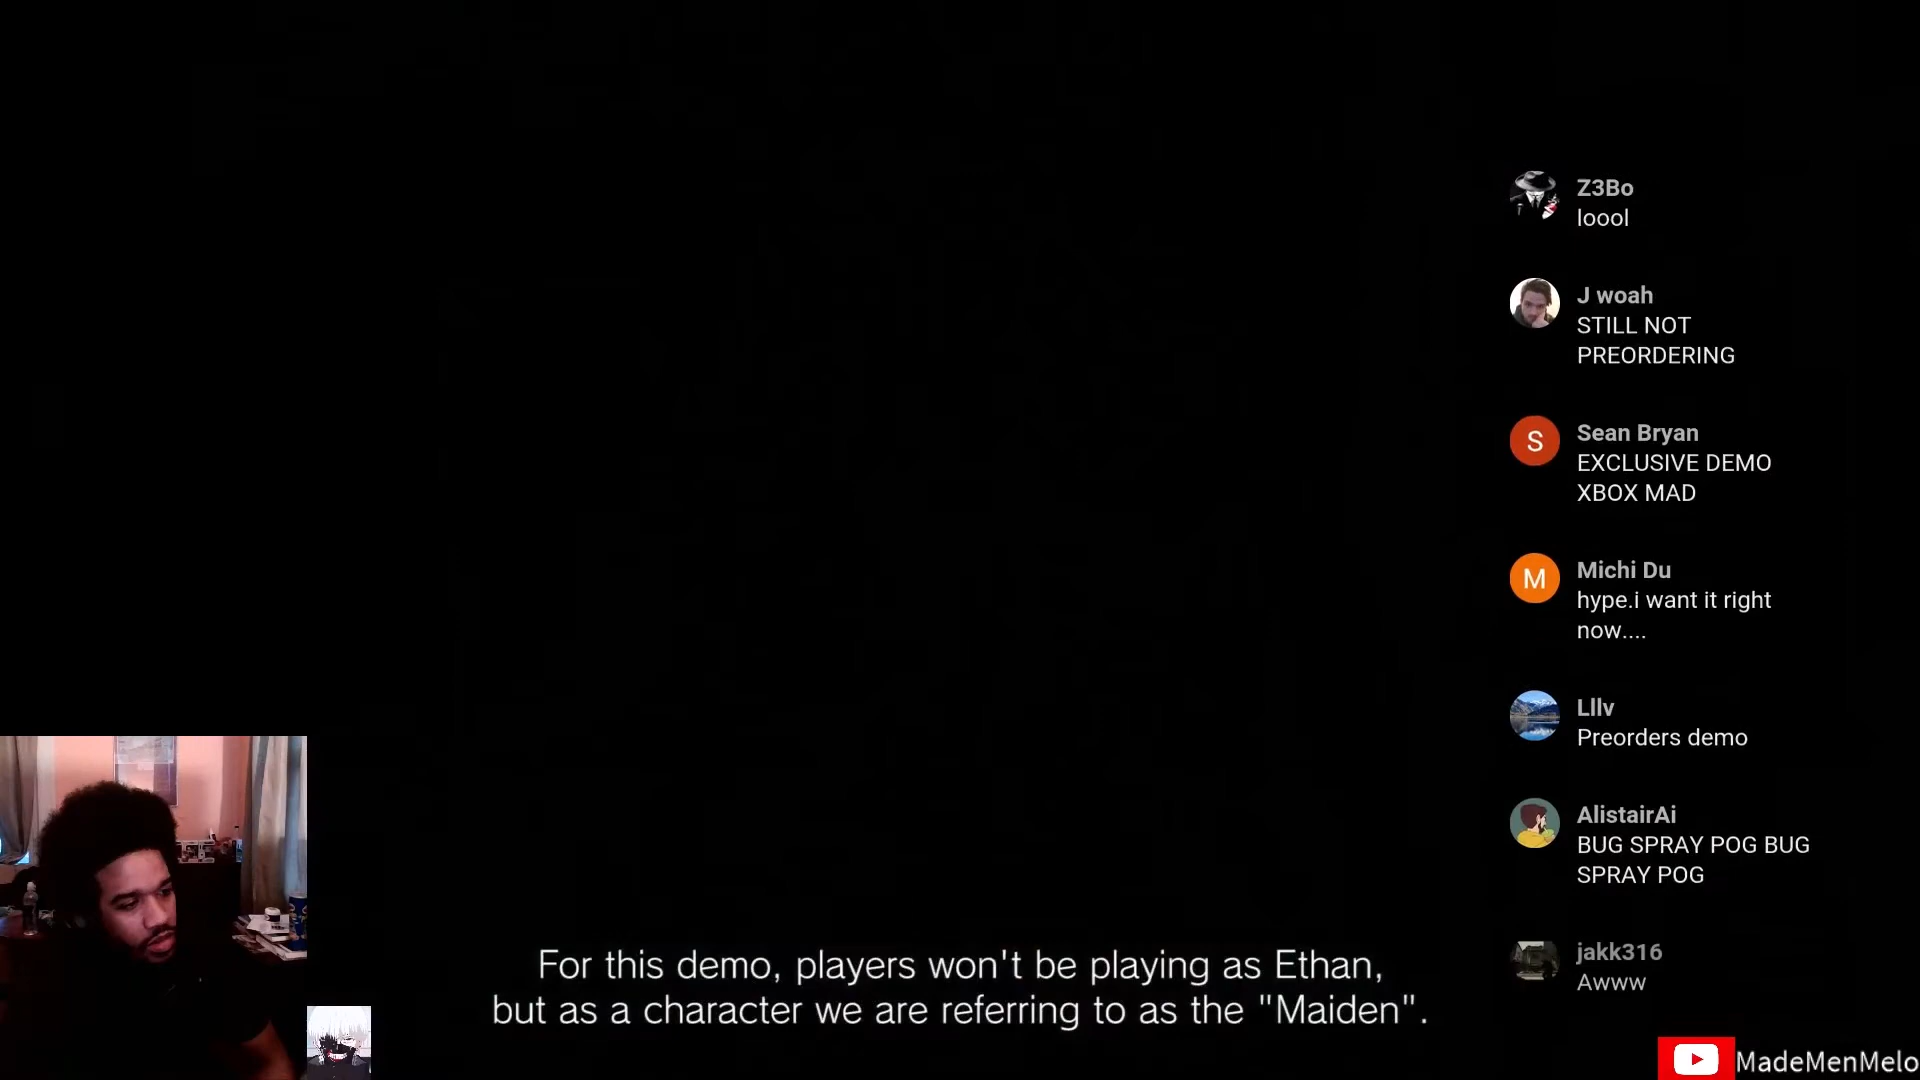 Z3Bo
loool
J woah
STILL NOT
PREORDERING
S
Sean Bryan
EXCLUSIVE DEMO
XBOX MAD
M
Michi Du
hype.i want it right
now....
Lllv
Preorders demo
AlistairAi
BUG SPRAY POG BUG
SPRAY POG
jakk316
Awww
For this demo, players won't be playing as Ethan,
but as a character we are referring to as the "Maiden".
MadeMenMelo